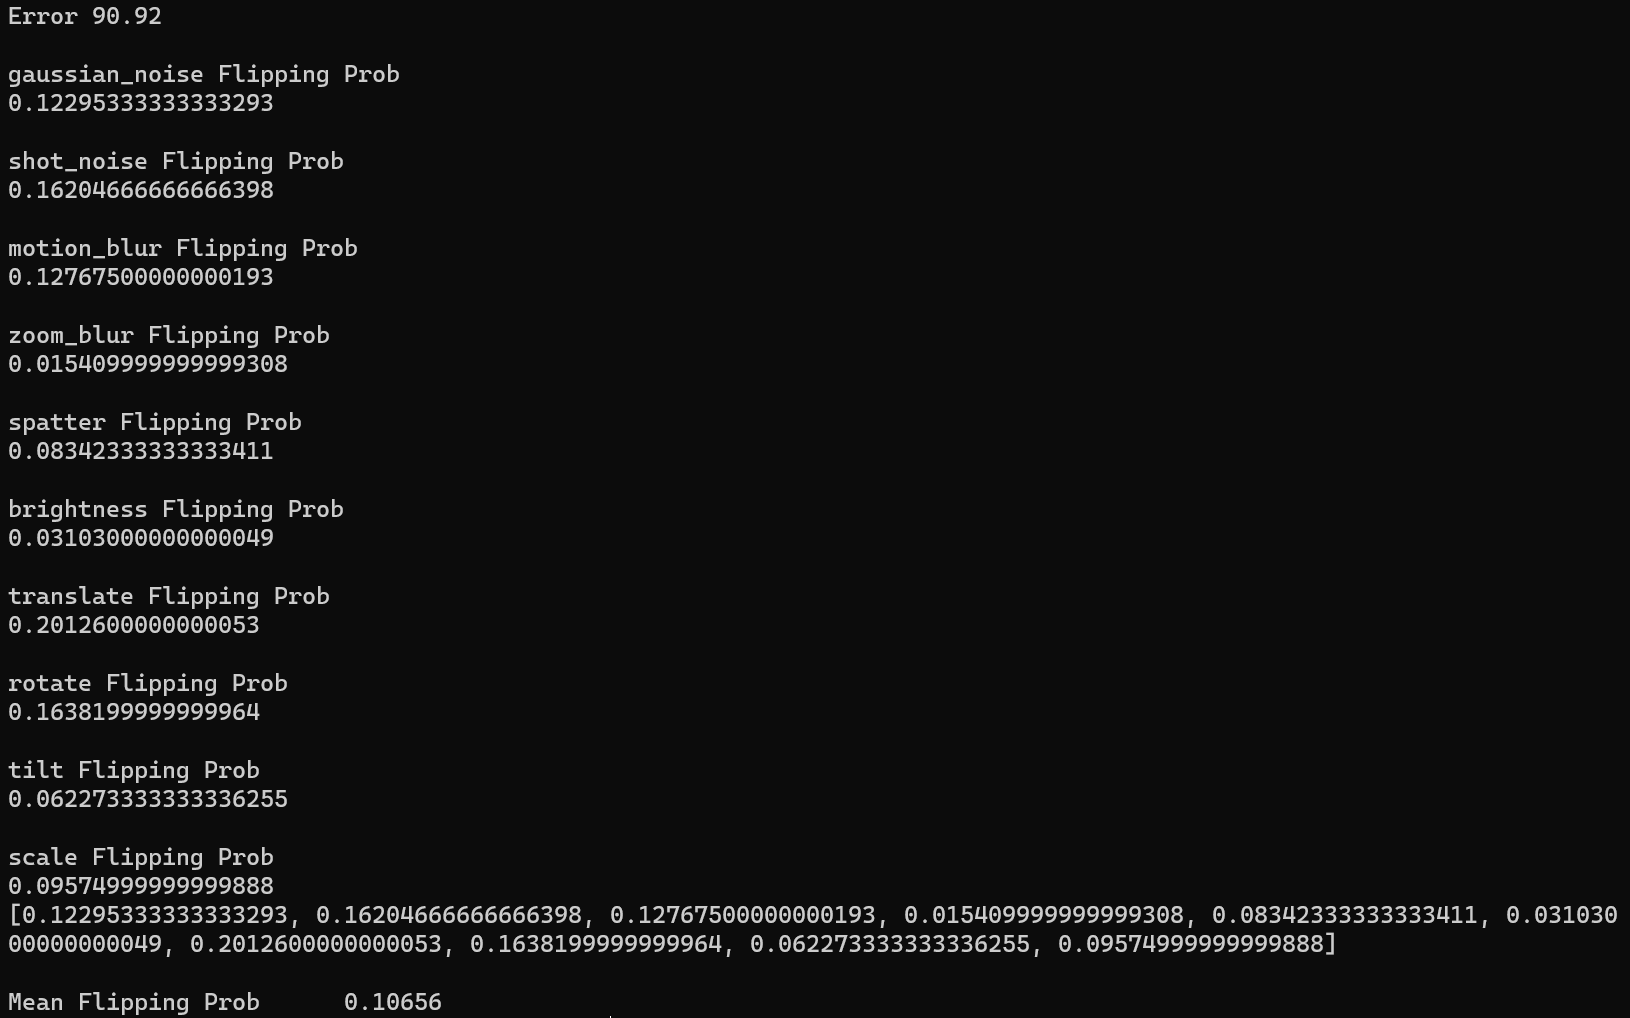 Error 90.92
gaussian_noise Flipping Prob
0.12295333333333293
shot_noise Flipping Prob
0.16204666666666398
motion_blur Flipping Prob
0.12767500000000193
zoom_blur Flipping Prob
0.015409999999999308
spatter Flipping Prob
0.08342333333333411
brightness Flipping Prob
0.03103000000000049
translate Flipping Prob
0.2012600000000053
rotate Flipping Prob
0.1638199999999964
tilt Flipping Prob
0.062273333333336255
scale Flipping Prob
0.09574999999999888
[0.12295333333333293, 0.16204666666666398, 0.12767500000000193, 0.015409999999999308, 0.08342333333333411, 0.031030
00000000049, 0.2012600000000053, 0.1638199999999964, 0.062273333333336255, 0.09574999999999888]
Mean Flipping Prob 0.10656